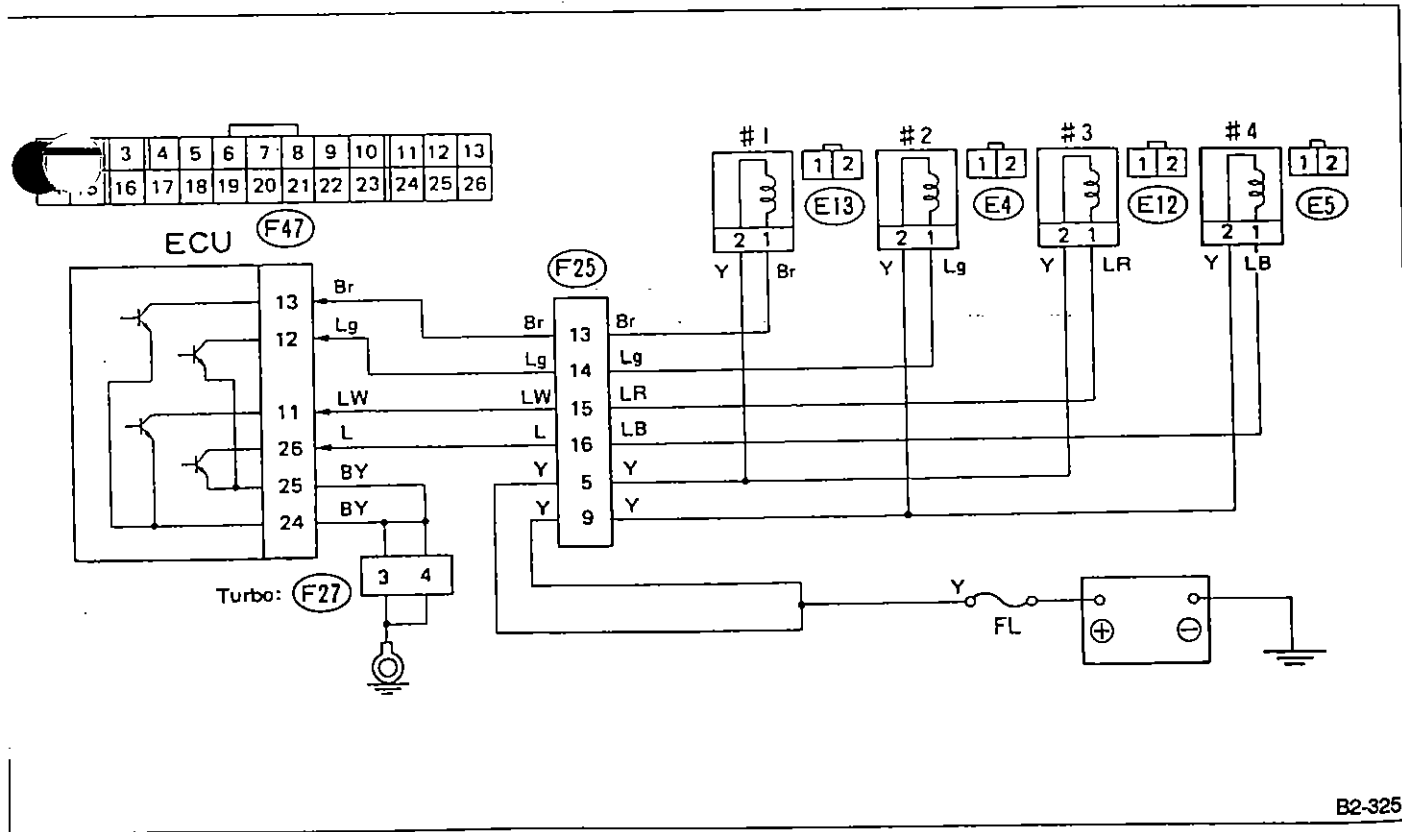 #1 #2 #3 #4
3 4 5 6 7 8 9 10 11 12 13
16 17 18 19 20 21 22 23 24 25 26
1 2 1 2 1 2 1 2
E13 E4 E12 E5
F47
ECU
2 1 2 1 2 1 2 1
Y Br Y Lg Y LR Y LB
F25
13 Br Br 13 Br
12 Lg Lg 14 Lg
11 LW LW 15 LR
26 L L 16 LB
25 BY Y 5 Y
24 BY Y 9 Y
3 4
Turbo: F27
Y
FL
+ −
B2-325